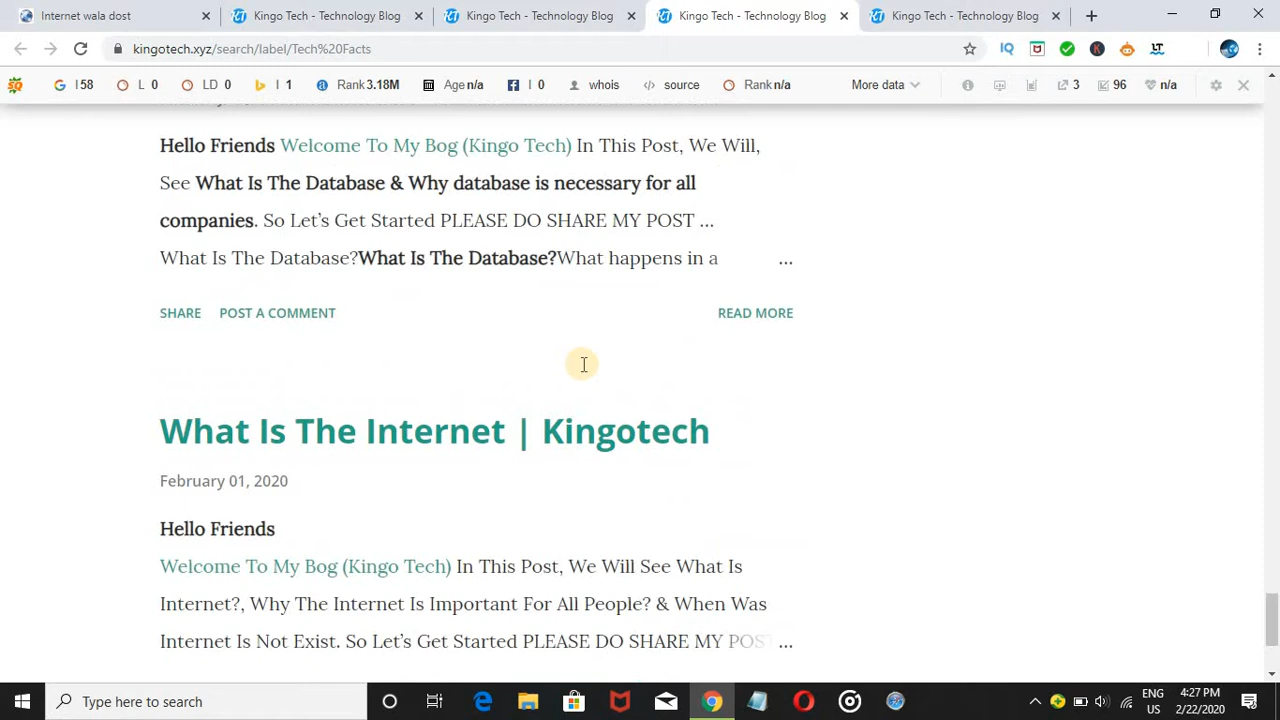 Internet wala dost
Kingo Tech - Technology Blog
Kingo Tech - Technology Blog
Kingo Tech - Technology Blog
Kingo Tech - Technology Blog
kingotech.xyz/search/label/Tech%20Facts
I 58 L 0 LD 0 I 1 Rank 3.18M Age n/a I 0 whois source Rank n/a More data 3 96 n/a
Hello Friends Welcome To My Bog (Kingo Tech) In This Post, We Will,
See What Is The Database & Why database is necessary for all
companies. So Let’s Get Started PLEASE DO SHARE MY POST ...
What Is The Database?What Is The Database?What happens in a ...
SHARE POST A COMMENT READ MORE
What Is The Internet | Kingotech
February 01, 2020
Hello Friends
Welcome To My Bog (Kingo Tech) In This Post, We Will See What Is
Internet?, Why The Internet Is Important For All People? & When Was
Internet Is Not Exist. So Let’s Get Started PLEASE DO SHARE MY POST ...
Type here to search
ENG 4:27 PM
US 2/22/2020